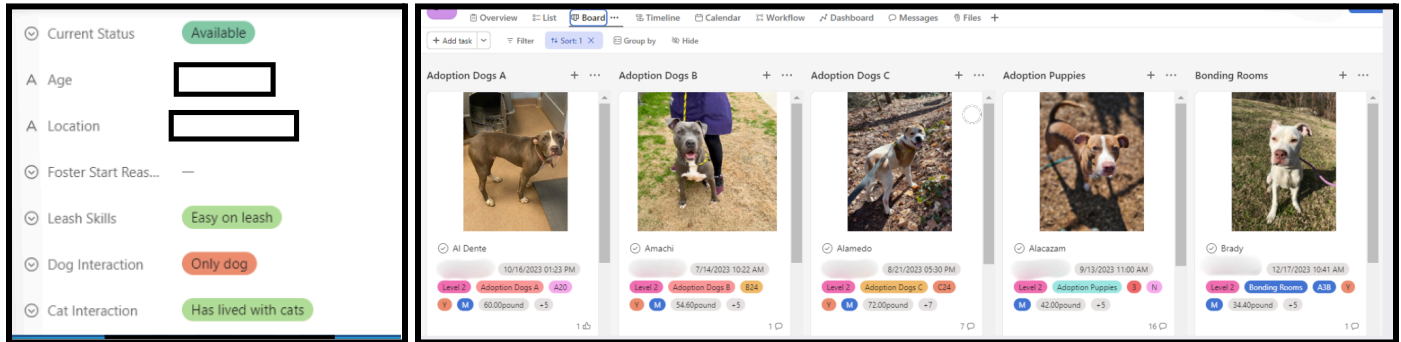 Current Status Available
A Age
A Location
Foster Start Reas... —
Leash Skills Easy on leash
Dog Interaction Only dog
Cat Interaction Has lived with cats
Overview List Board ... Timeline Calendar Workflow Dashboard Messages Files +
+ Add task Filter Sort: 1 X Group by Hide
Adoption Dogs A + ... Adoption Dogs B + ... Adoption Dogs C + ... Adoption Puppies + ... Bonding Rooms + ...
Al Dente Amachi Alamedo Alacazam Brady
10/16/2023 01:23 PM 7/14/2023 10:22 AM 8/21/2023 05:30 PM 9/13/2023 11:00 AM 12/17/2023 10:41 AM
Level 2 Adoption Dogs A A20 Level 2 Adoption Dogs B B24 Level 2 Adoption Dogs C C24 Level 2 Adoption Puppies 3 N Level 2 Bonding Rooms A3B Y
Y M 60.00pound +5 Y M 54.60pound +5 Y M 72.00pound +7 M 42.00pound +5 M 34.40pound +5
1 1 7 16 1